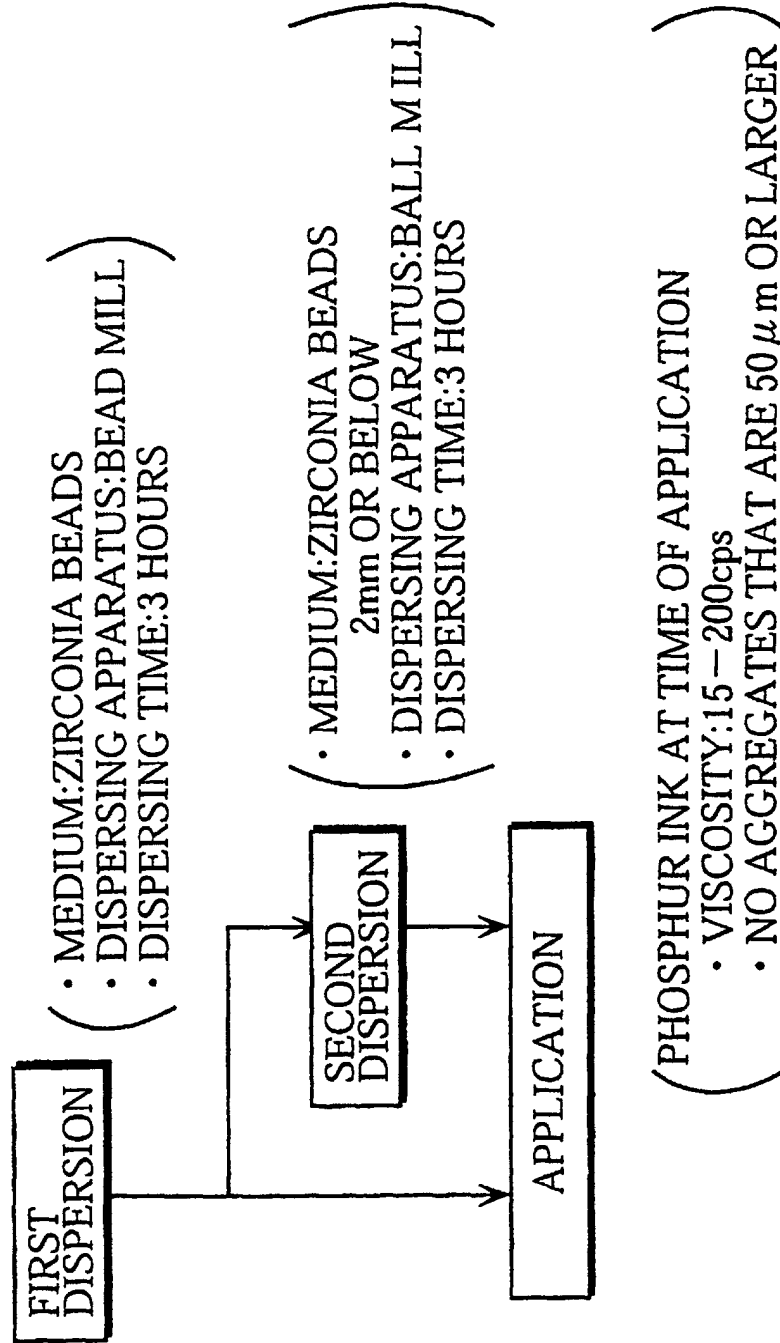 FIRST
DISPERSION
· MEDIUM:ZIRCONIA BEADS
· DISPERSING APPARATUS:BEAD MILL
· DISPERSING TIME:3 HOURS
SECOND
DISPERSION
· MEDIUM:ZIRCONIA BEADS
2mm OR BELOW
· DISPERSING APPARATUS:BALL M ILL
· DISPERSING TIME:3 HOURS
APPLICATION
PHOSPHUR INK AT TIME OF APPLICATION
· VISCOSITY:15－200cps
· NO AGGREGATES THAT ARE 50μm OR LARGER